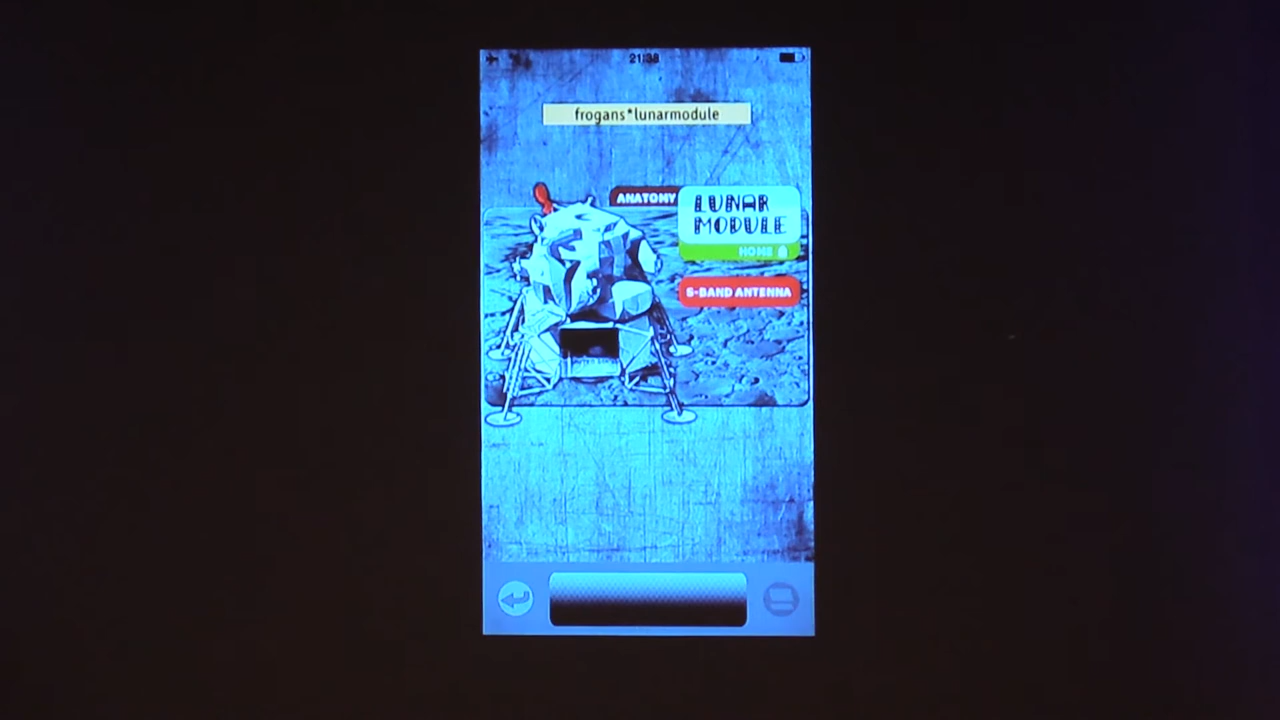 21:38
frogans*lunarmodule
ANATOMY
LUNAR
MODULE
HOME
S-BAND ANTENNA